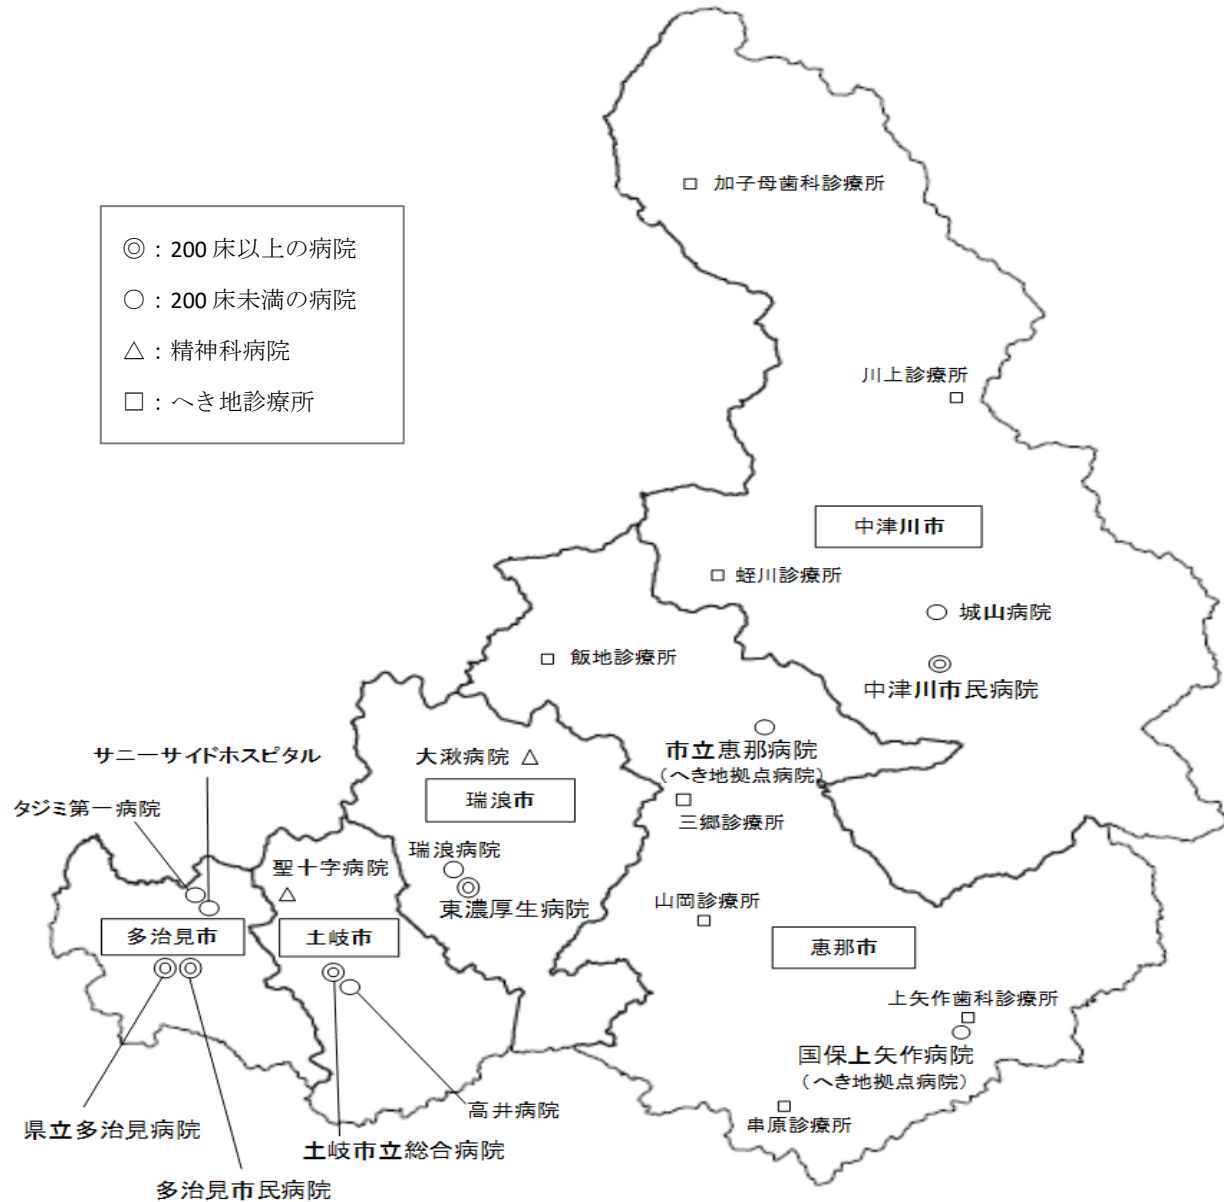 加子母歯科診療所
◎：200 床以上の病院
○：200 床未満の病院
△：精神科病院
□：へき地診療所
川上診療所
中津川市
蛭川診療所
城山病院
飯地診療所
中津川市民病院
市立恵那病院
（へき地拠点病院）
大湫病院
サニーサイドホスピタル
瑞浪市
タジミ第一病院
三郷診療所
瑞浪病院
聖十字病院
東濃厚生病院
山岡診療所
多治見市
土岐市
恵那市
上矢作歯科診療所
国保上矢作病院
（へき地拠点病院）
高井病院
串原診療所
県立多治見病院
土岐市立総合病院
多治見市民病院